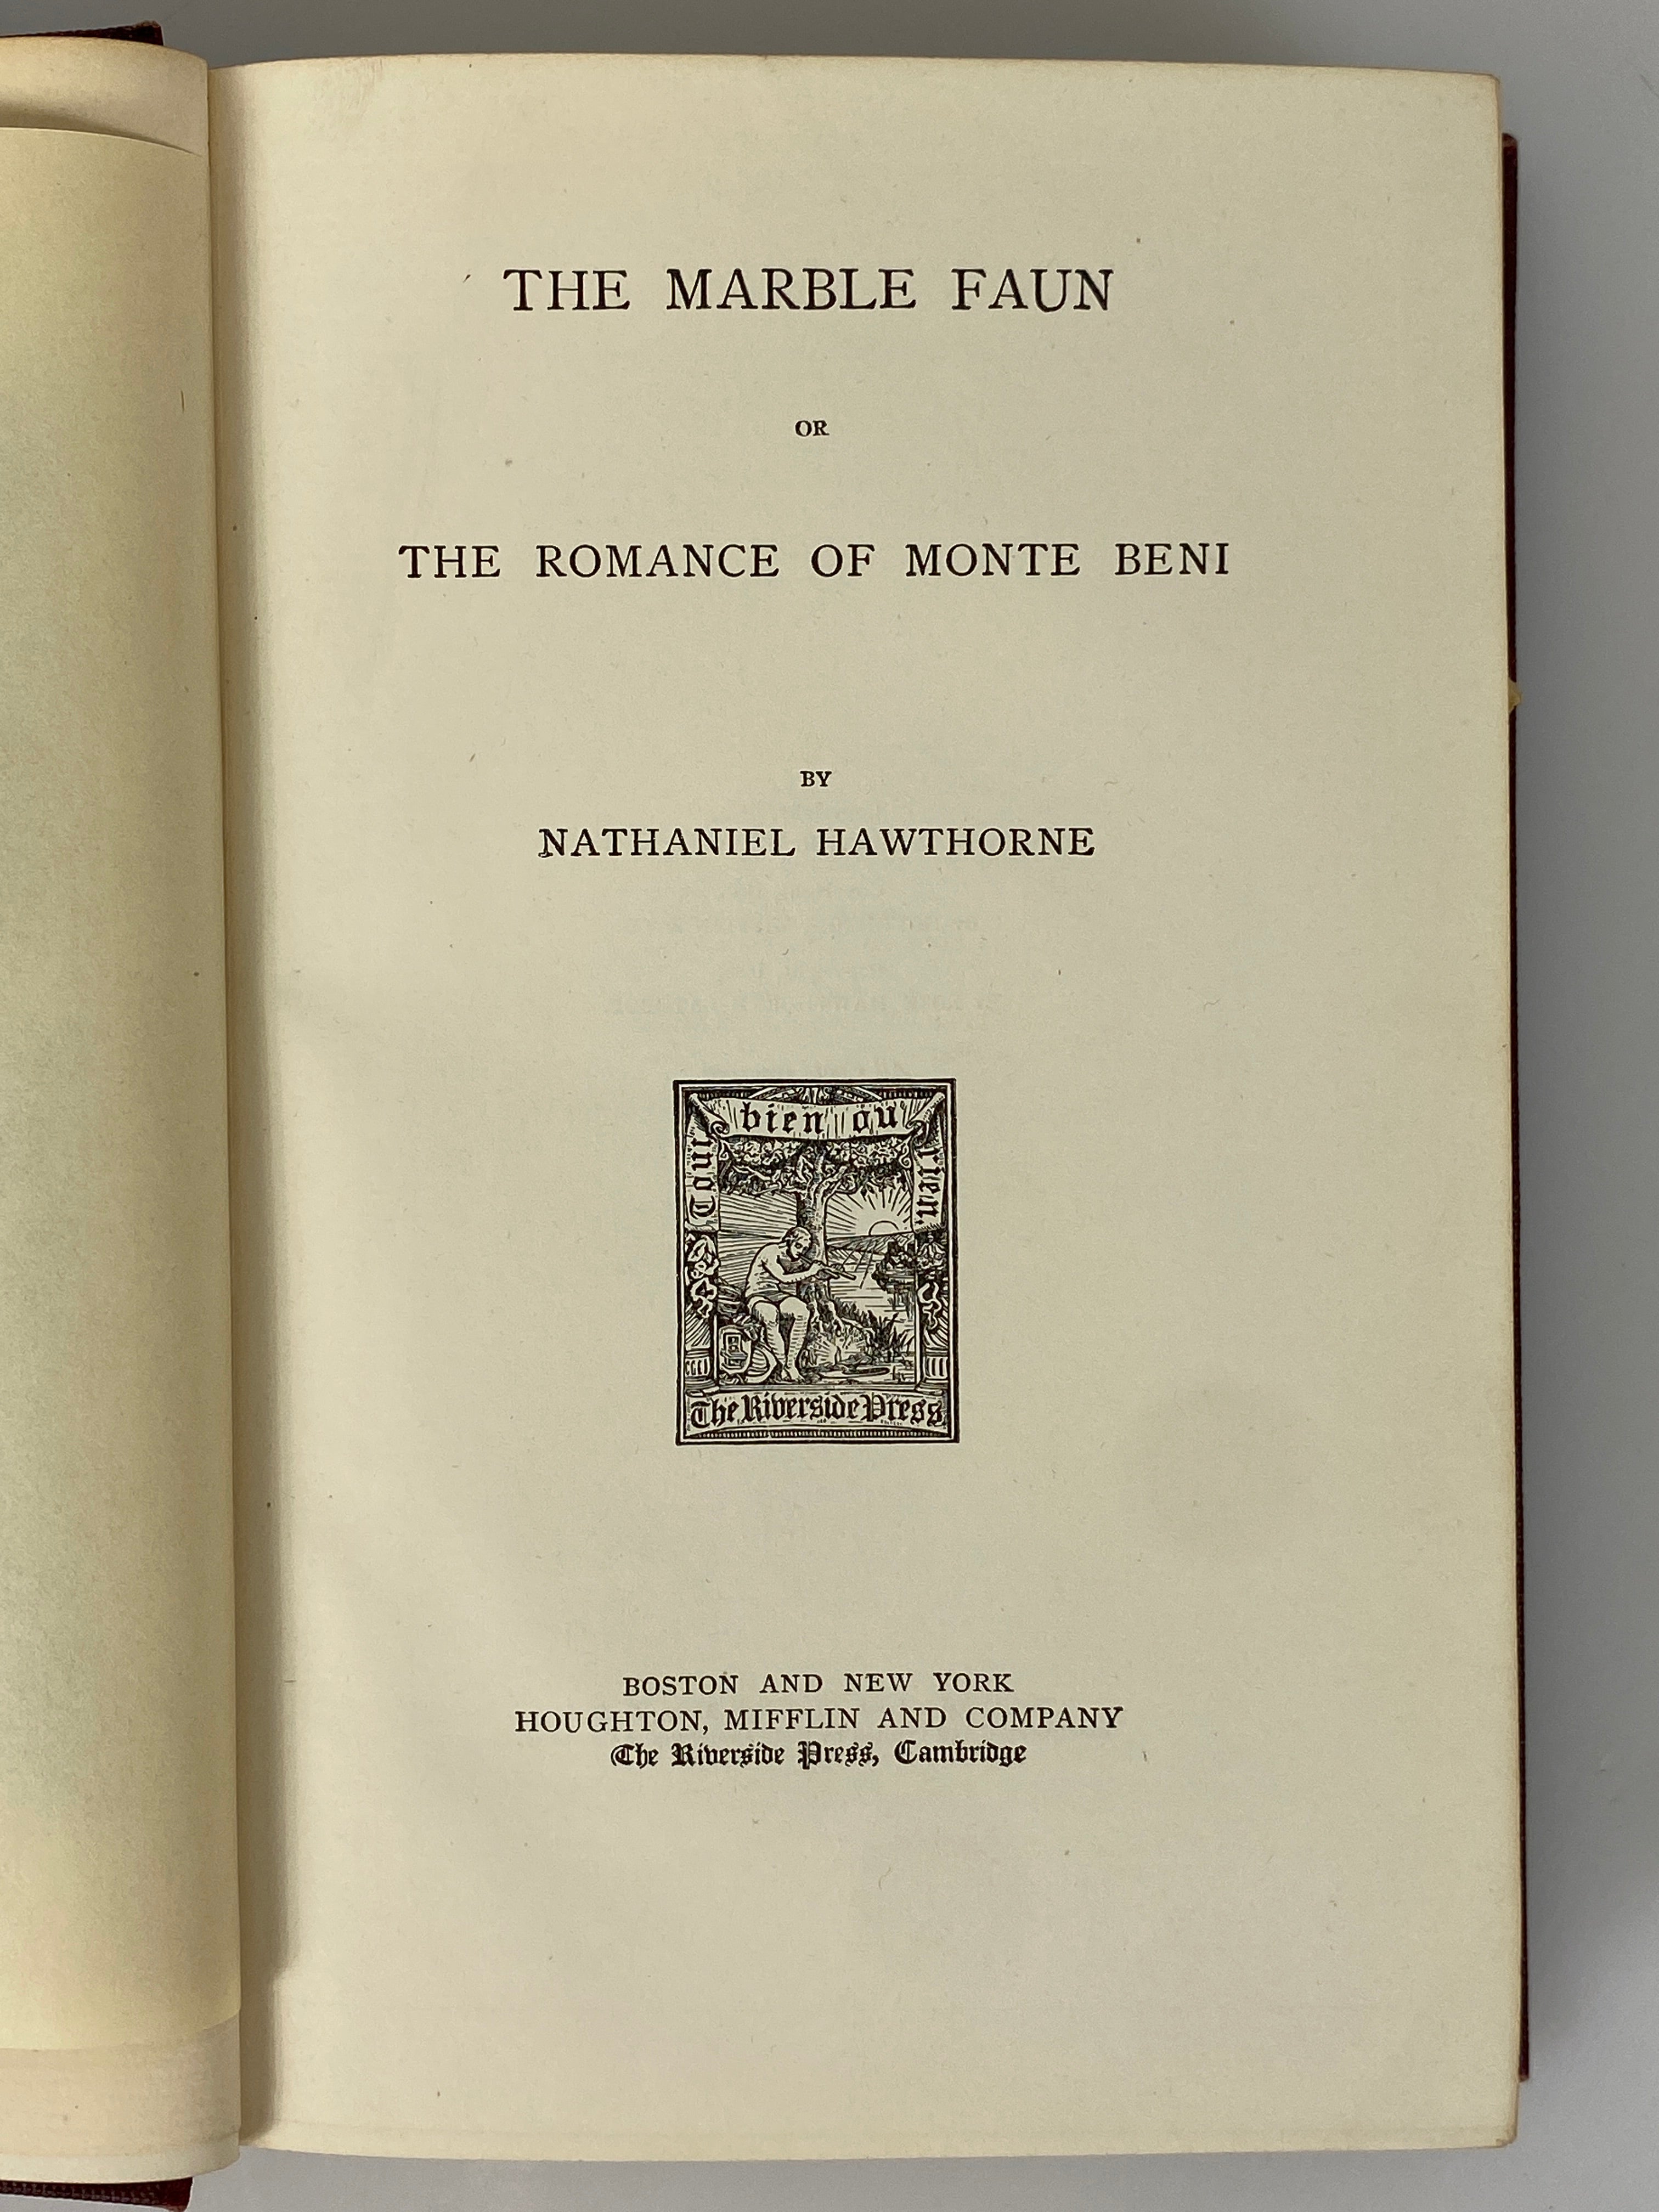 THE MARBLE FAUN
OR
THE ROMANCE OF MONTE BENI
BY
NATHANIEL HAWTHORNE
Tout bien ou rien.
The Riverside Press
BOSTON AND NEW YORK
HOUGHTON, MIFFLIN AND COMPANY
The Riverside Press, Cambridge